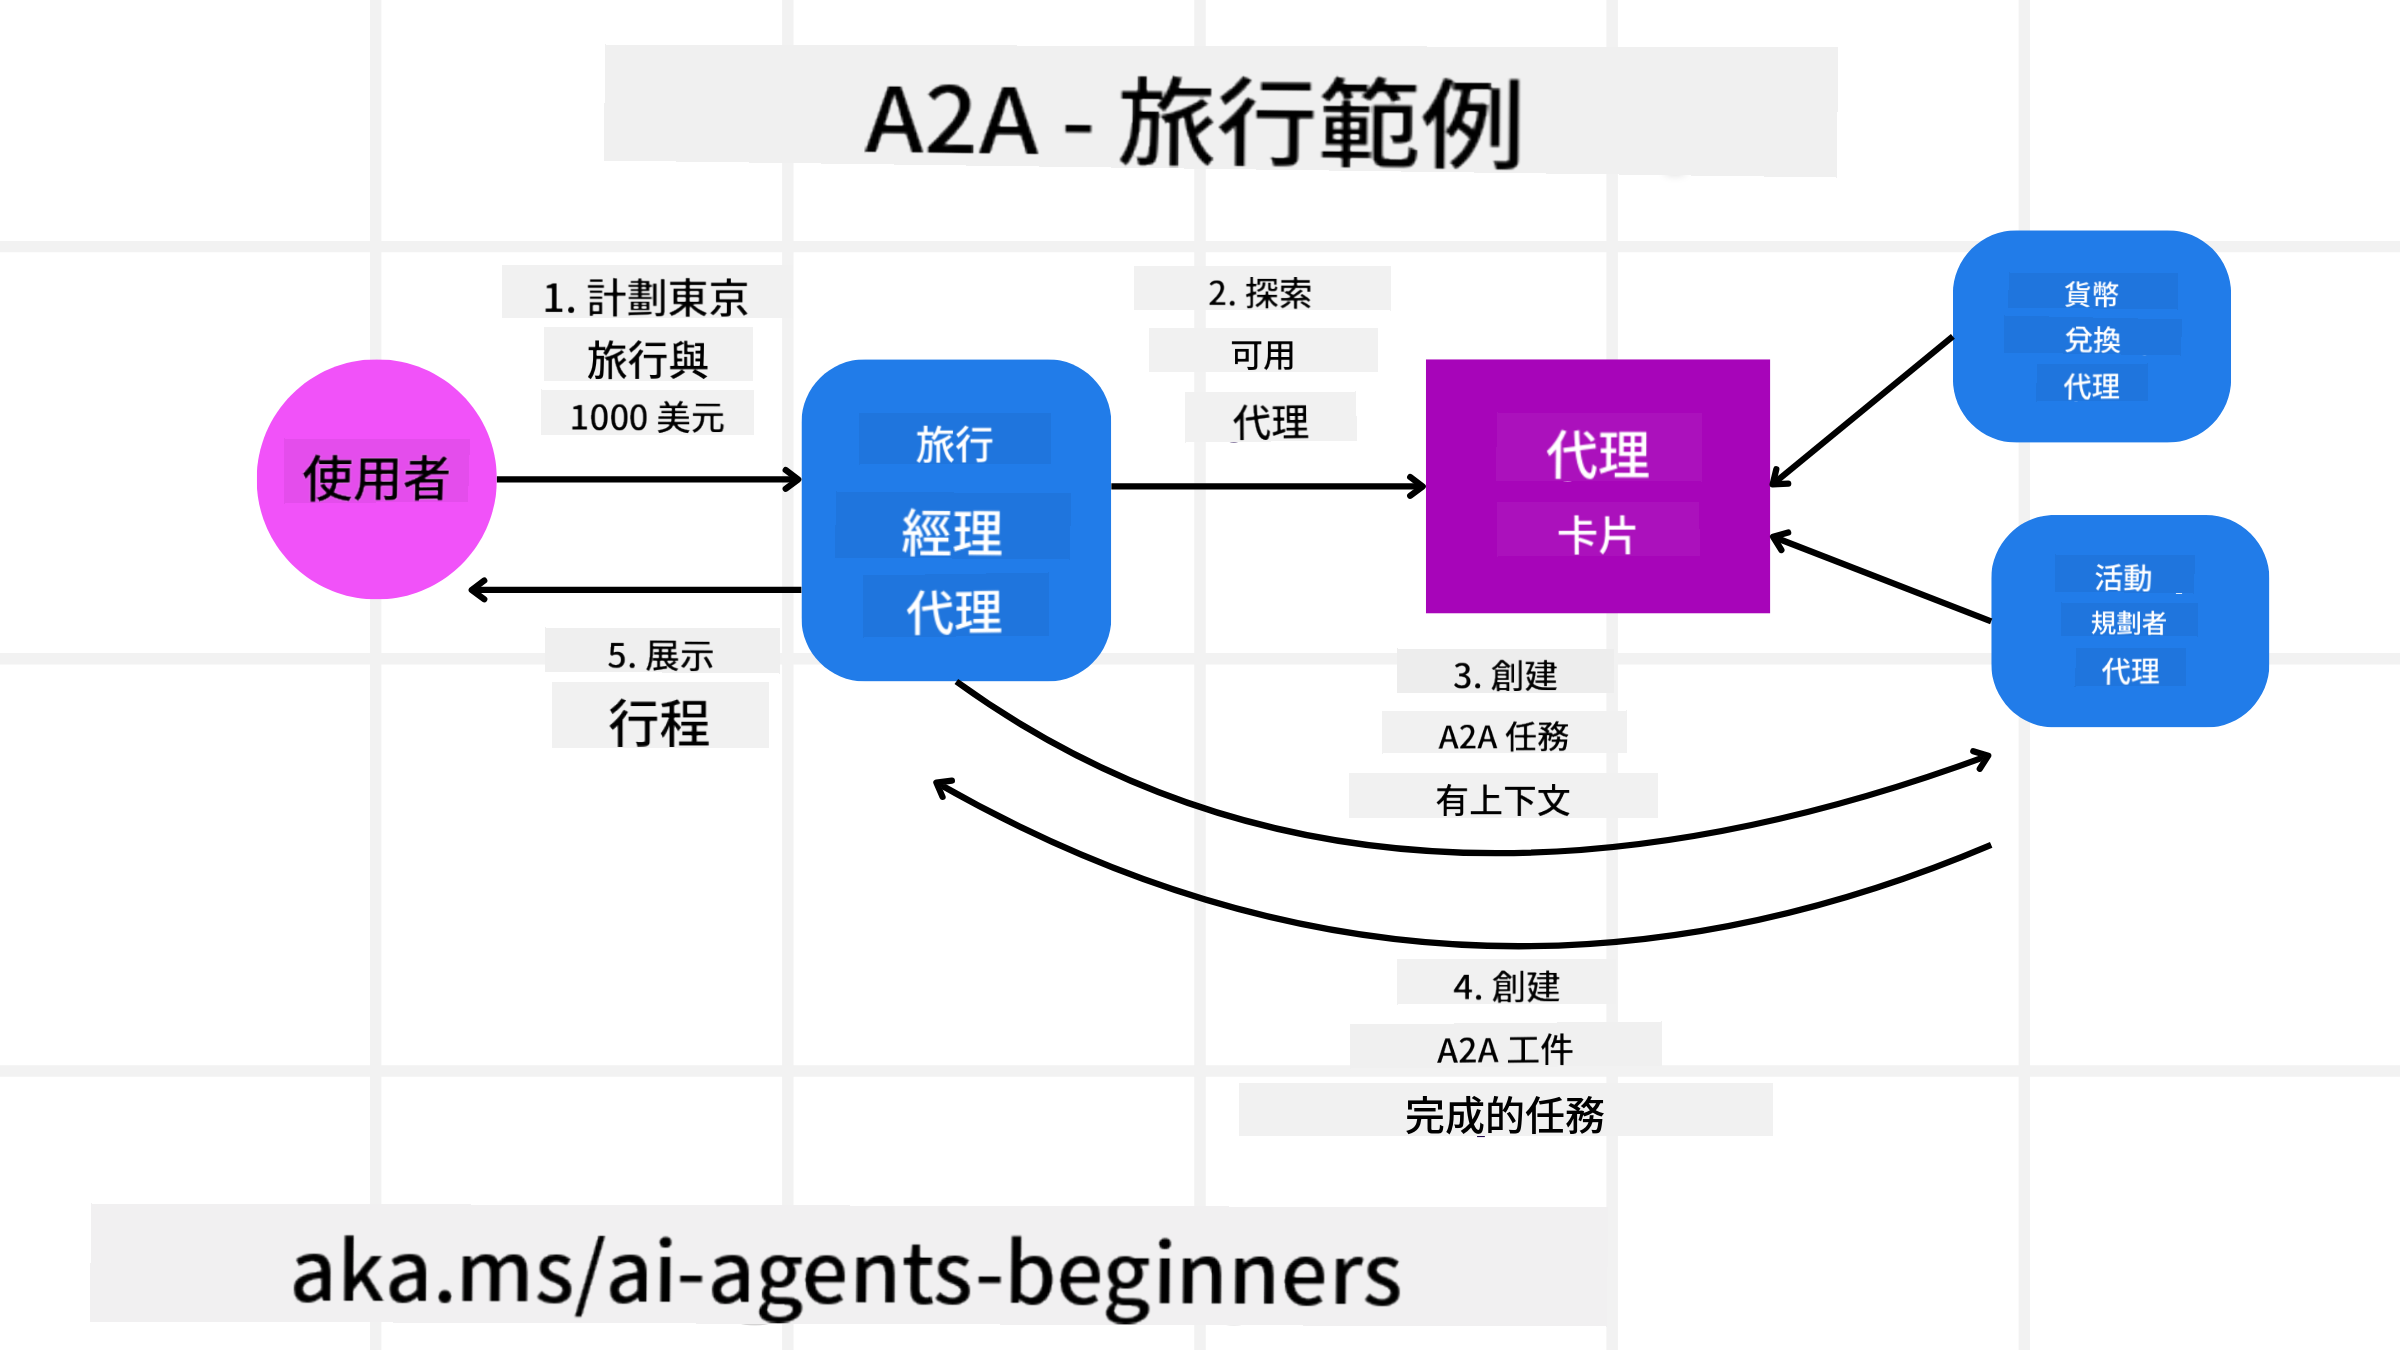 A2A - 旅行範例
1. 計劃東京
旅行與
1000 美元
2. 探索
可用
代理
貨幣
兌換
代理
使用者
旅行
經理
代理
代理
卡片
活動
規劃者
代理
5. 展示
行程
3. 創建
A2A 任務
有上下文
4. 創建
A2A 工件
完成的任務
aka.ms/ai-agents-beginners